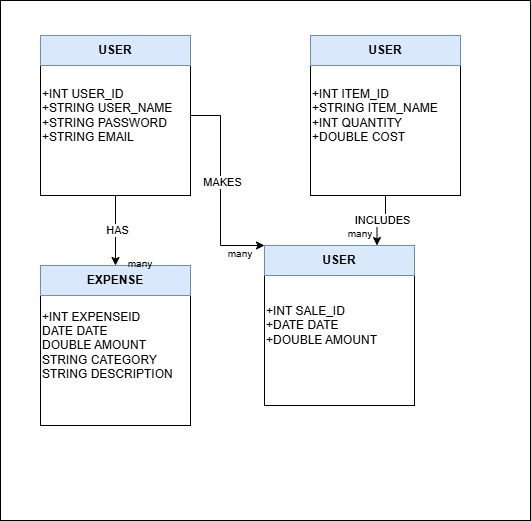 USER
+INT USER_ID
+STRING USER_NAME
+STRING PASSWORD
+STRING EMAIL
USER
+INT ITEM_ID
+STRING ITEM_NAME
+INT QUANTITY
+DOUBLE COST
MAKES
HAS
INCLUDES
many
many
many
EXPENSE
+INT EXPENSEID
DATE DATE
DOUBLE AMOUNT
STRING CATEGORY
STRING DESCRIPTION
USER
+INT SALE_ID
+DATE DATE
+DOUBLE AMOUNT